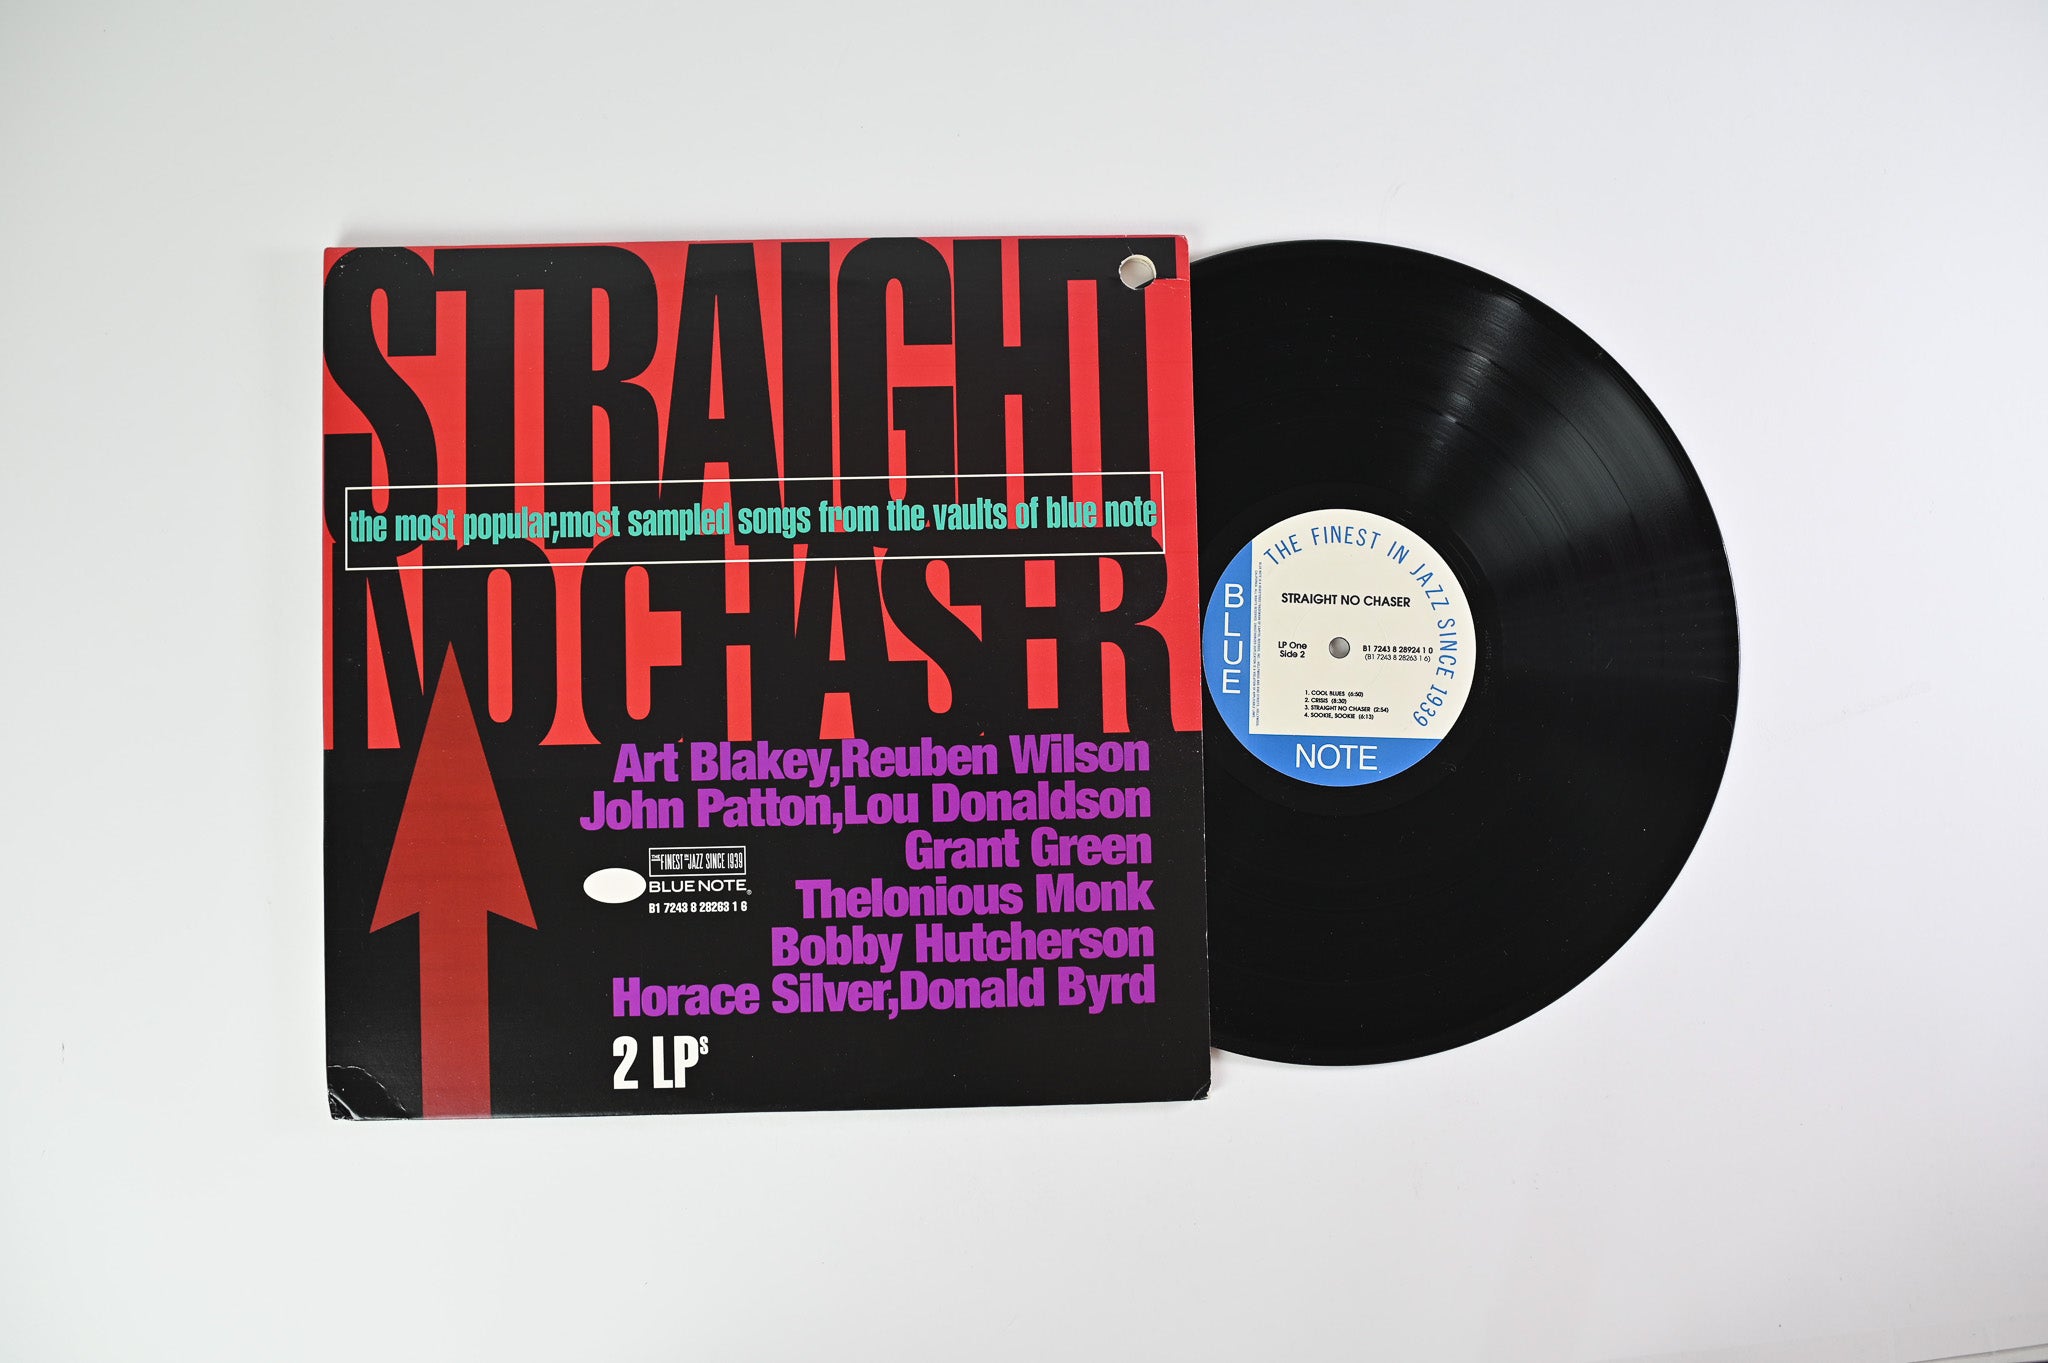 STRAIGHT
the most popular,most sampled songs from the vaults of blue note
NO CHASER
Art Blakey,Reuben Wilson
John Patton,Lou Donaldson
Grant Green
Thelonious Monk
Bobby Hutcherson
Horace Silver,Donald Byrd
THE FINEST IN JAZZ SINCE 1939
BLUE NOTE®
B1 7243 8 28263 1 6
2 LPs
THE FINEST IN JAZZ SINCE 1939
BLUE
NOTE
STRAIGHT NO CHASER
LP One
Side 2
B1 7243 8 28924 1 0
(B1 7243 8 28263 1 6)
1. COOL BLUES (6:50)
2. CRISIS (8:30)
3. STRAIGHT NO CHASER (2:54)
4. SOOKIE, SOOKIE (6:13)